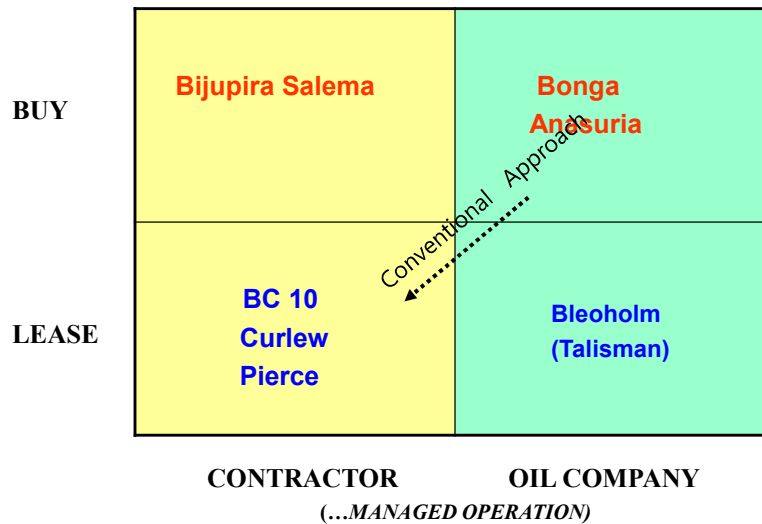 BUY
Bijupira Salema
Bonga
Anasuria
Conventional Approach
LEASE
BC 10
Curlew
Pierce
Bleoholm
(Talisman)
CONTRACTOR
OIL COMPANY
(...MANAGED OPERATION)